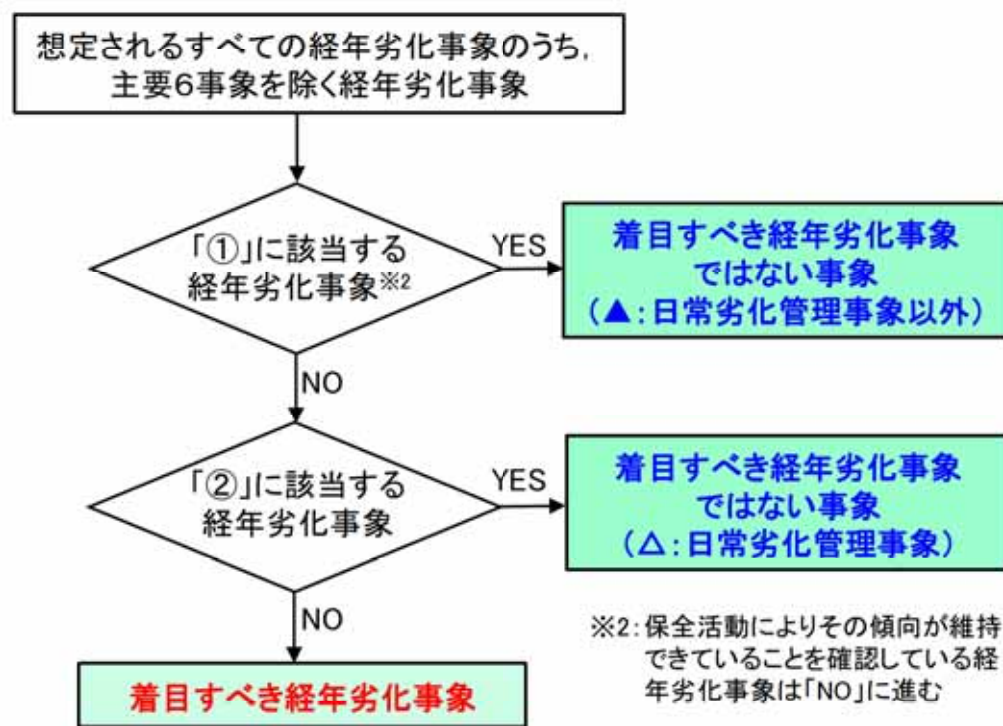 想定されるすべての経年劣化事象のうち，
主要６事象を除く経年劣化事象
「①」に該当する
経年劣化事象※2
YES
着目すべき経年劣化事象
ではない事象
（▲：日常劣化管理事象以外）
NO
「②」に該当する
経年劣化事象
YES
着目すべき経年劣化事象
ではない事象
（△：日常劣化管理事象）
NO
着目すべき経年劣化事象
※2：保全活動によりその傾向が維持
できていることを確認している経
年劣化事象は「NO」に進む